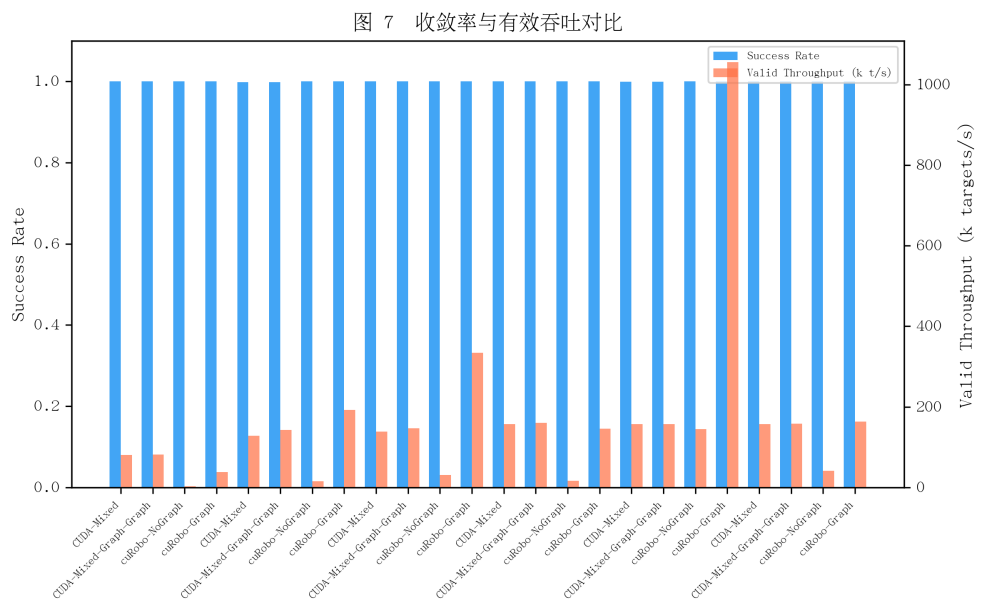 图 7 收敛率与有效吞吐对比
Success Rate
Valid Throughput (k t/s)
1.0
0.8
0.6
0.4
0.2
0.0
Success Rate
1000
800
600
400
200
0
Valid Throughput (k targets/s)
CUDA-Mixed
CUDA-Mixed-Graph-Graph
cuRobo-NoGraph
cuRobo-Graph
CUDA-Mixed
CUDA-Mixed-Graph-Graph
cuRobo-NoGraph
cuRobo-Graph
CUDA-Mixed
CUDA-Mixed-Graph-Graph
cuRobo-NoGraph
cuRobo-Graph
CUDA-Mixed
CUDA-Mixed-Graph-Graph
cuRobo-NoGraph
cuRobo-Graph
CUDA-Mixed
CUDA-Mixed-Graph-Graph
cuRobo-NoGraph
cuRobo-Graph
CUDA-Mixed
CUDA-Mixed-Graph-Graph
cuRobo-NoGraph
cuRobo-Graph